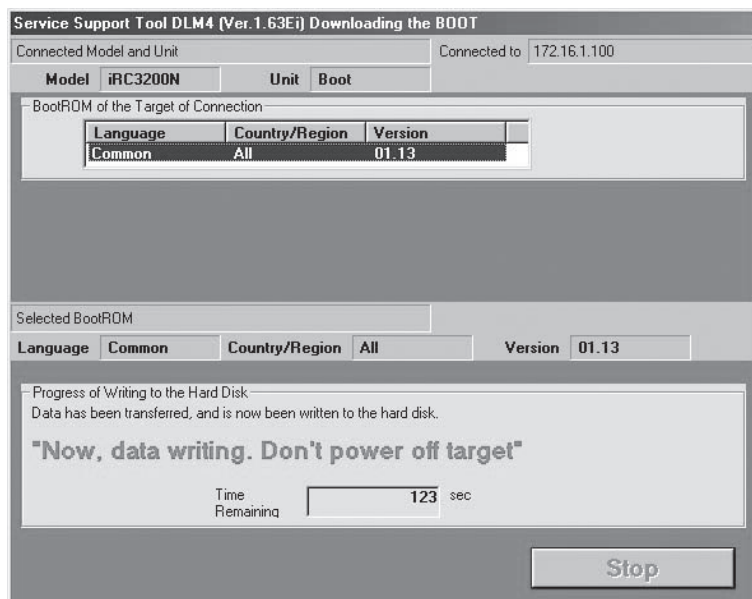 Service Support Tool DLM4 (Ver.1.63Ei) Downloading the BOOT
Connected Model and Unit Connected to 172.16.1.100
Model iRC3200N Unit Boot
BootROM of the Target of Connection
Language Country/Region Version
Common All 01.13
Selected BootROM
Language Common Country/Region All Version 01.13
Progress of Writing to the Hard Disk
Data has been transferred, and is now been written to the hard disk.
"Now, data writing. Don't power off target"
Time 123 sec
Remaining
Stop